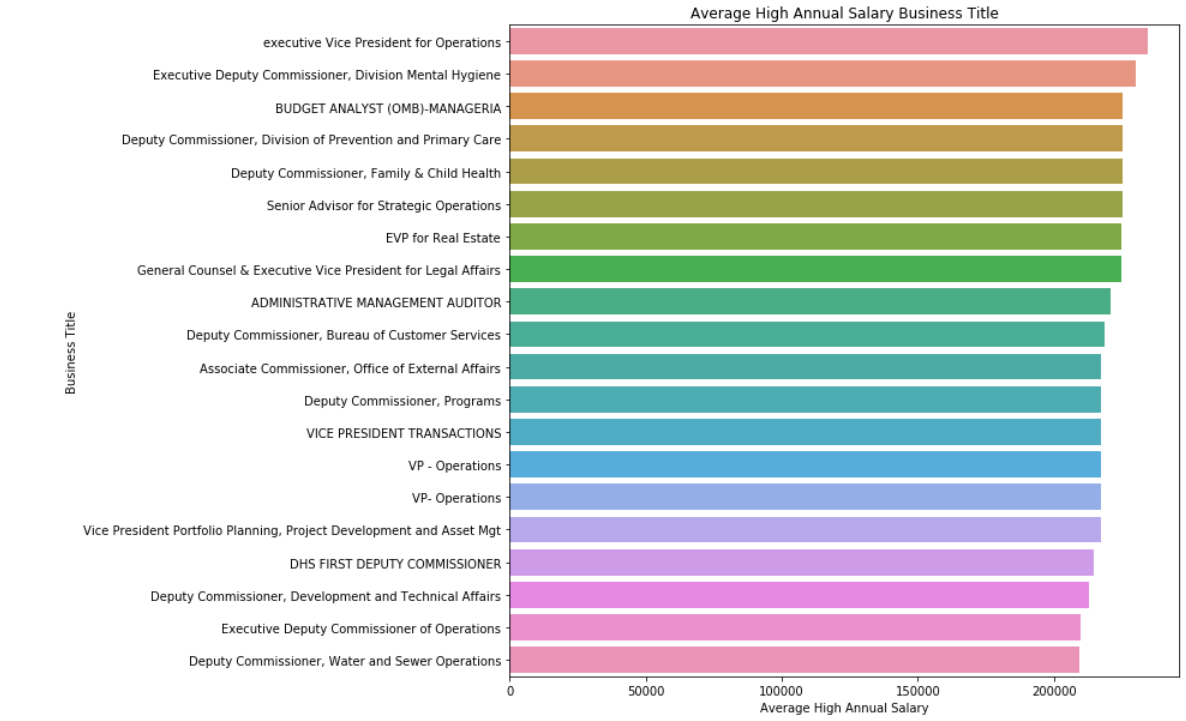 Average High Annual Salary Business Title
executive Vice President for Operations
Executive Deputy Commissioner, Division Mental Hygiene
BUDGET ANALYST (OMB)-MANAGERIA
Deputy Commissioner, Division of Prevention and Primary Care
Deputy Commissioner, Family & Child Health
Senior Advisor for Strategic Operations
EVP for Real Estate
General Counsel & Executive Vice President for Legal Affairs
ADMINISTRATIVE MANAGEMENT AUDITOR
Deputy Commissioner, Bureau of Customer Services
Associate Commissioner, Office of External Affairs
Deputy Commissioner, Programs
VICE PRESIDENT TRANSACTIONS
VP - Operations
VP- Operations
Vice President Portfolio Planning, Project Development and Asset Mgt
DHS FIRST DEPUTY COMMISSIONER
Deputy Commissioner, Development and Technical Affairs
Executive Deputy Commissioner of Operations
Deputy Commissioner, Water and Sewer Operations
Business Title
0 50000 100000 150000 200000
Average High Annual Salary